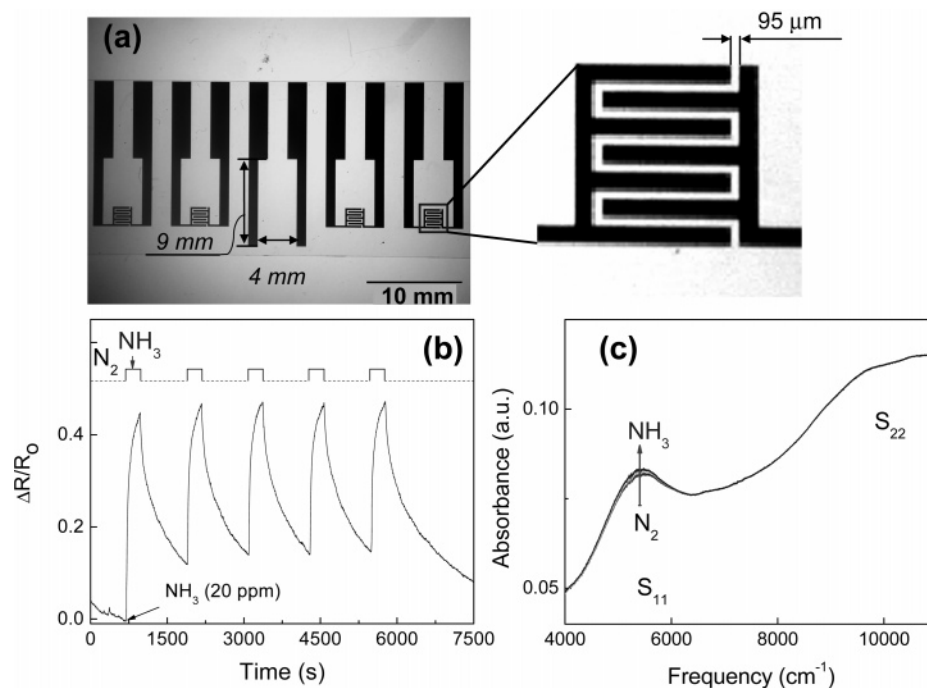 (a)
9 mm
4 mm
10 mm
95 μm
(b)
NH₃
N₂
0.4
0.2
0.0
ΔR/R₀
NH₃ (20 ppm)
0 1500 3000 4500 6000 7500
Time (s)
(c)
0.10
0.05
Absorbance (a.u.)
NH₃
N₂
S₁₁
S₂₂
4000 6000 8000 10000
Frequency (cm⁻¹)